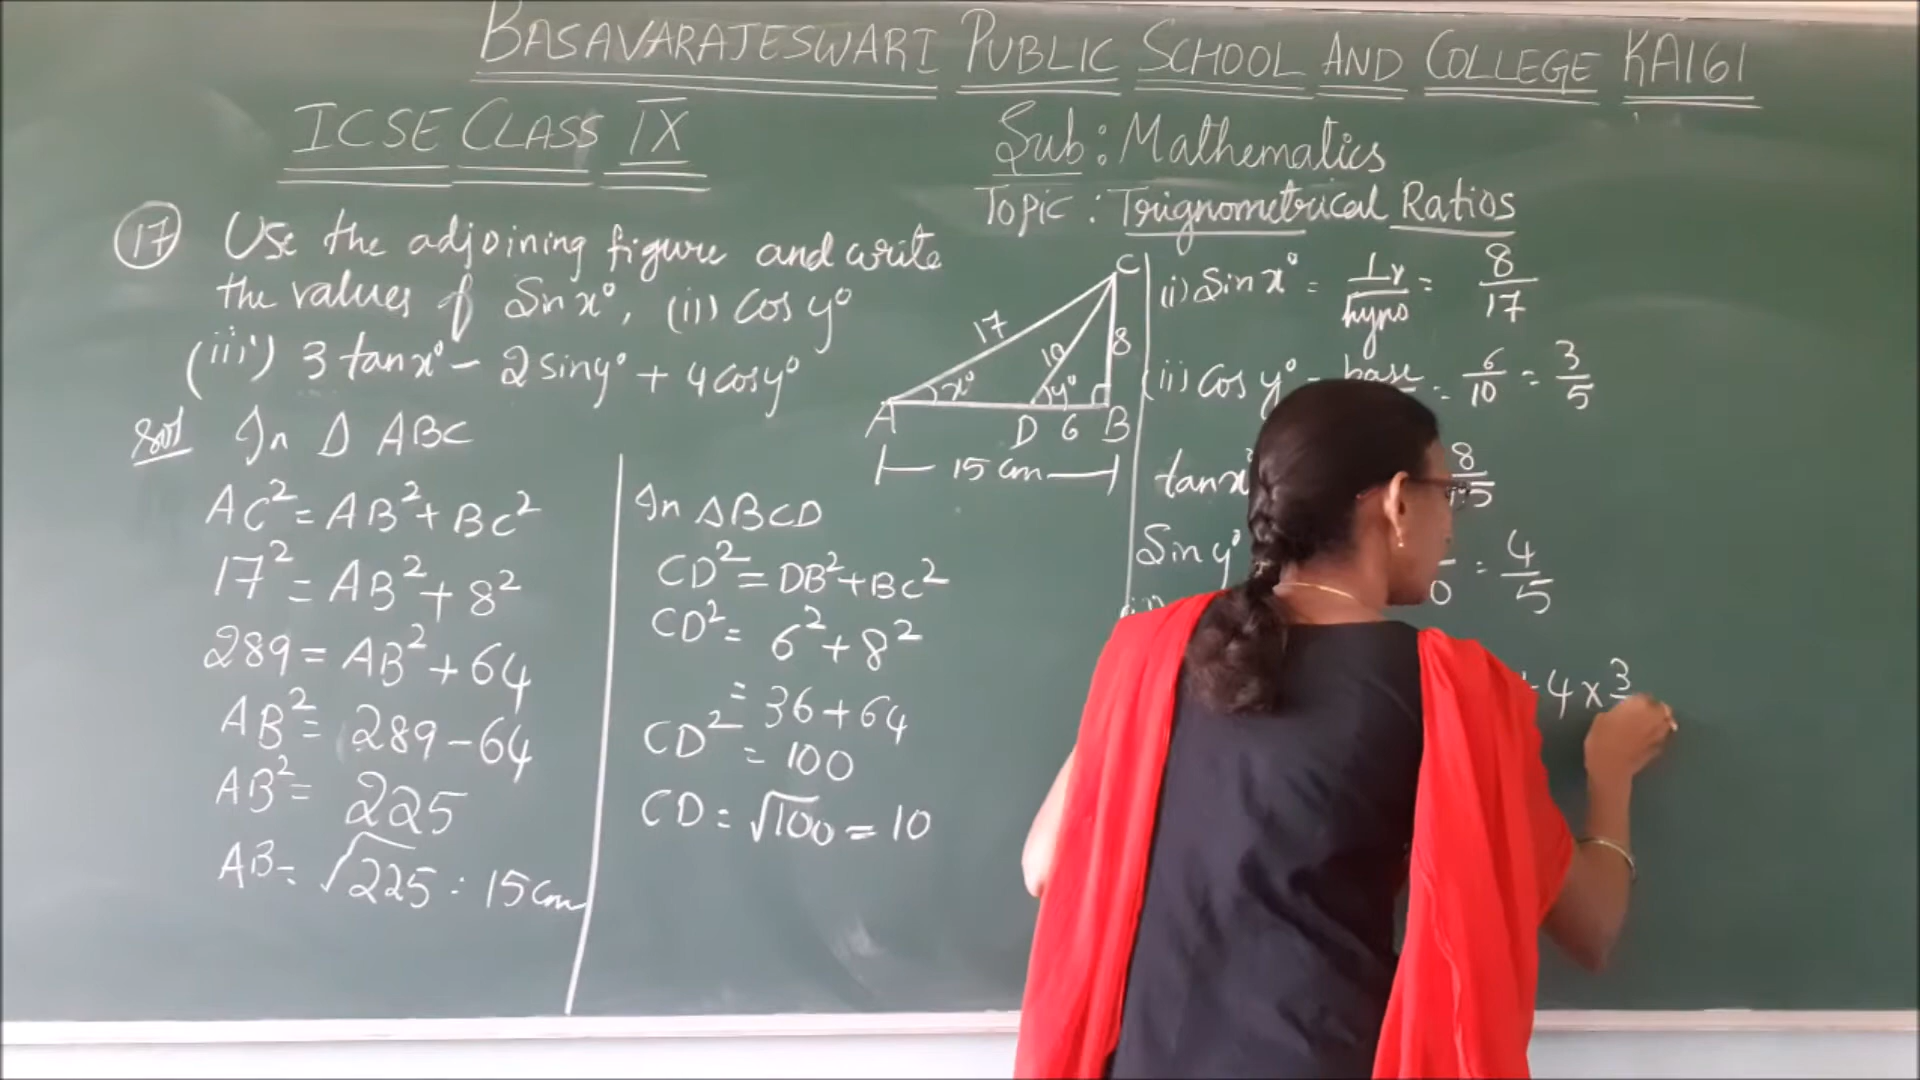 BASAVARAJESWARI PUBLIC SCHOOL AND COLLEGE KAIGI
ICSE CLASS IX
Sub: Mathematics
Topic: Trignometrical Ratios
(17) Use the adjoining figure and write
the values of Sin x°, (ii) Cos y°
(iii) 3 tan x° - 2 sin y° + 4 cos y°
Sol In Δ ABC
AC² = AB² + BC²
17² = AB² + 8²
289 = AB² + 64
AB² = 289 - 64
AB² = 225
AB = √225 = 15 cm
In ΔBCD
CD² = DB² + BC²
CD² = 6² + 8²
= 36 + 64
CD² = 100
CD = √100 = 10
C
17
10
8
x°
y°
A D 6 B
15 cm
(i) Sin x° = ⊥r/hypo = 8/17
(ii) Cos y° = base = 6/10 = 3/5
tan x° 8
Sin y° = 4/5
4 × 3